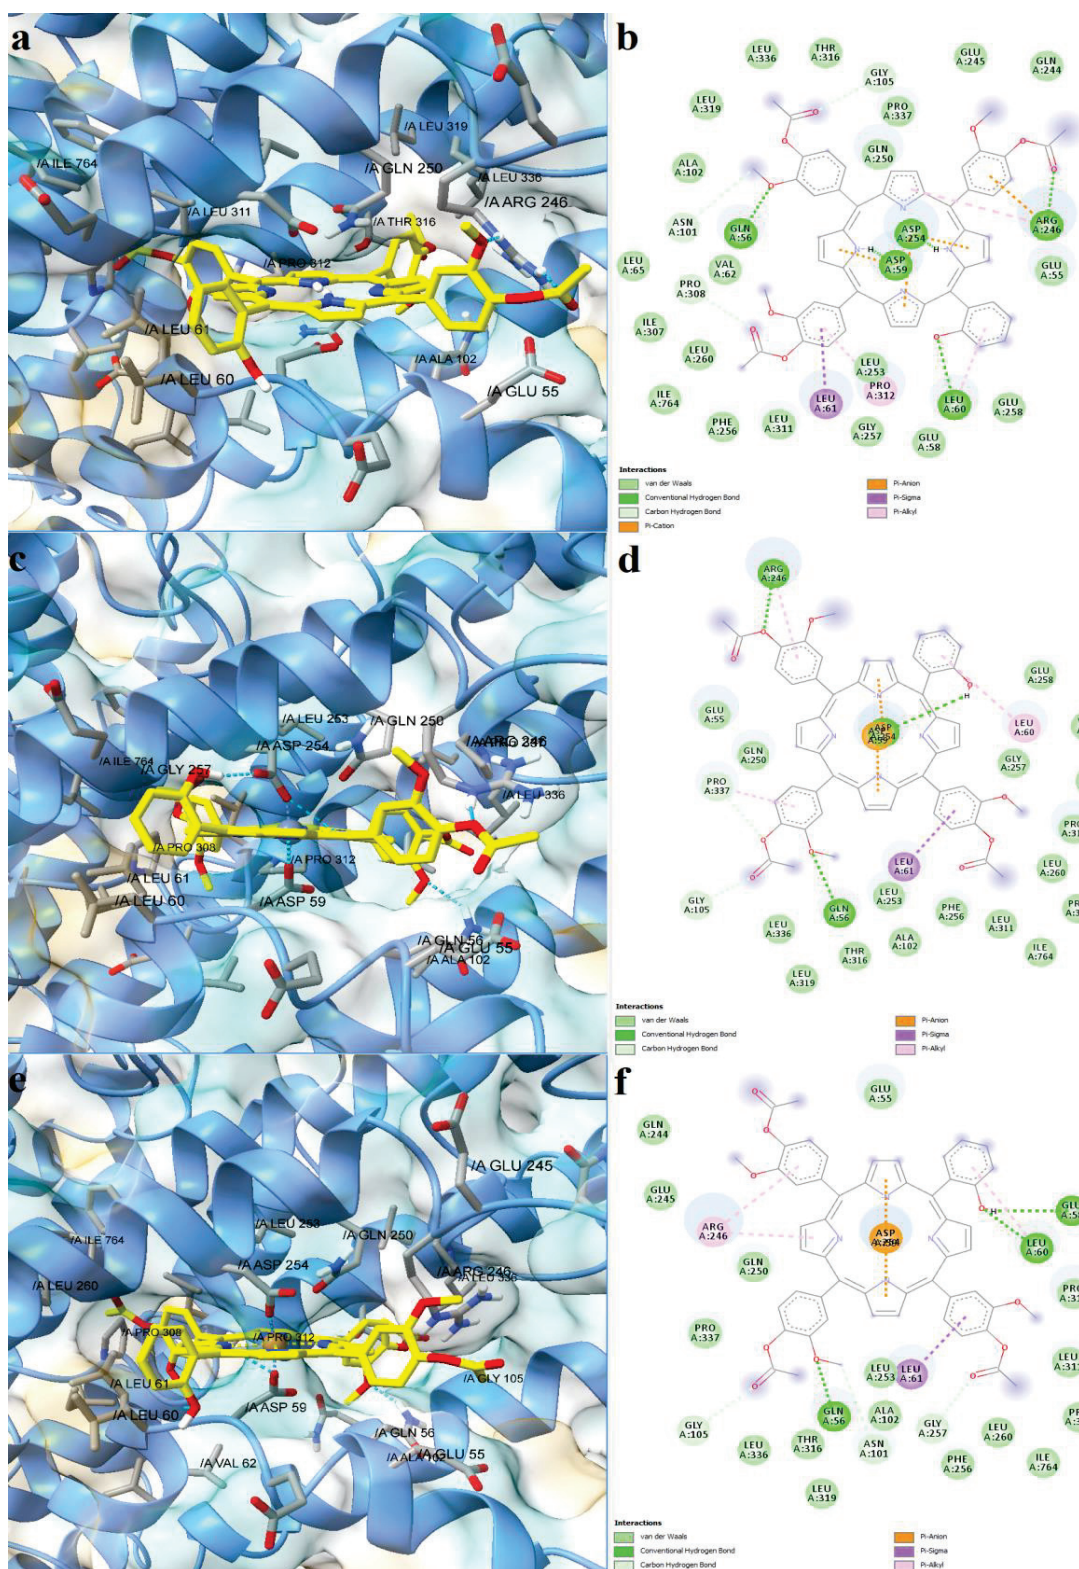 a
/A ILE 764
/A LEU 319
/A GLN 250
/A LEU 336
/A ARG 246
/A LEU 311
/A THR 316
/A PRO 312
/A LEU 61
/A LEU 60
/A ALA 102
/A GLU 55
b
LEU
A:336
THR
A:316
GLY
A:105
GLU
A:245
GLN
A:244
LEU
A:319
PRO
A:337
GLN
A:250
ALA
A:102
ASN
A:101
GLN
A:56
ASP
A:254
H
H
ASP
A:59
ARG
A:246
LEU
A:65
VAL
A:62
GLU
A:55
PRO
A:308
ILE
A:307
LEU
A:260
LEU
A:253
ILE
A:764
PRO
A:312
LEU
A:61
LEU
A:60
GLU
A:258
PHE
A:256
LEU
A:311
GLY
A:257
GLU
A:58
Interactions
van der Waals
Conventional Hydrogen Bond
Carbon Hydrogen Bond
Pi-Cation
Pi-Anion
Pi-Sigma
Pi-Alkyl
c
/A LEU 253
/A GLN 250
/A ASP 254
/A ARG 246
/A ILE 764
/A GLY 257
/A LEU 336
/A PRO 308
/A PRO 312
/A LEU 61
/A LEU 60
/A ASP 59
/A GLN 56
/A GLU 55
/A ALA 102
d
ARG
A:246
GLU
A:258
GLU
A:55
H
LEU
A:60
GLN
A:250
GLY
A:257
PRO
A:337
LEU
A:61
LEU
A:260
GLY
A:105
GLN
A:56
LEU
A:253
PHE
A:256
LEU
A:311
LEU
A:336
THR
A:316
ALA
A:102
ILE
A:764
LEU
A:319
Interactions
van der Waals
Conventional Hydrogen Bond
Carbon Hydrogen Bond
Pi-Anion
Pi-Sigma
Pi-Alkyl
e
/A GLU 245
/A LEU 253
/A GLN 250
/A ILE 764
/A ASP 254
/A ARG 246
/A LEU 336
/A LEU 260
/A PRO 308
/A PRO 312
/A GLY 105
/A LEU 61
/A LEU 60
/A ASP 59
/A GLN 56
/A GLU 55
/A ALA 102
/A VAL 62
f
GLU
A:55
GLN
A:244
GLU
A:245
ARG
A:246
H
LEU
A:60
GLN
A:250
PRO
A:337
LEU
A:253
LEU
A:61
GLN
A:56
ALA
A:102
GLY
A:257
LEU
A:260
GLY
A:105
LEU
A:336
THR
A:316
ASN
A:101
PHE
A:256
ILE
A:764
LEU
A:319
Interactions
van der Waals
Conventional Hydrogen Bond
Carbon Hydrogen Bond
Pi-Anion
Pi-Sigma
Pi-Alkyl